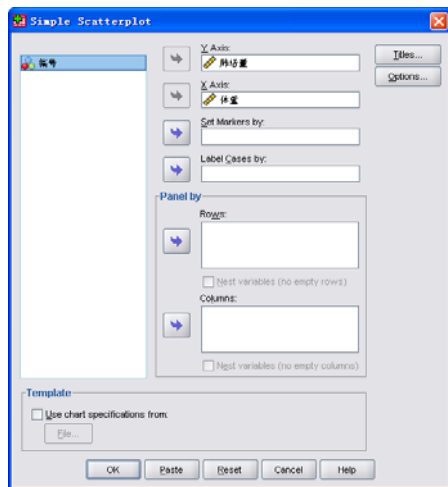 Simple Scatterplot
编号
Y Axis:
肺活量
X Axis:
体重
Set Markers by:
Label Cases by:
Titles...
Options...
Panel by
Rows:
Nest variables (no empty rows)
Columns:
Nest variables (no empty columns)
Template
Use chart specifications from:
File...
OK
Paste
Reset
Cancel
Help